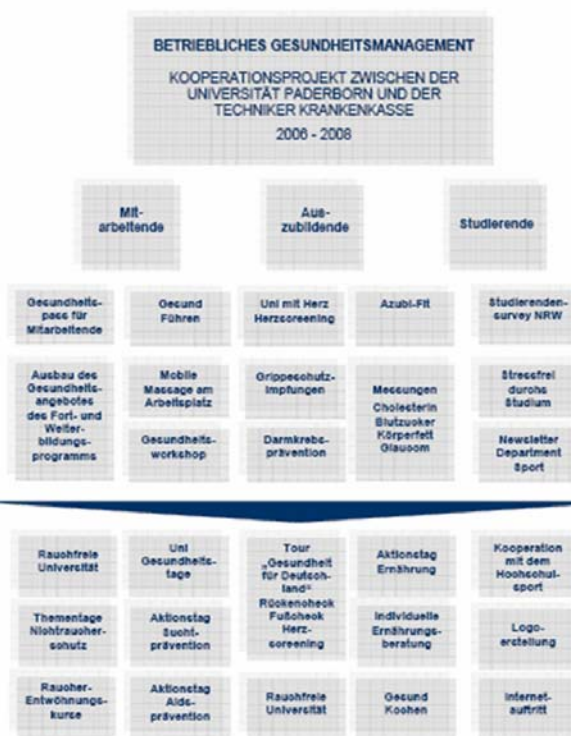 BETRIEBLICHES GESUNDHEITSMANAGEMENT
KOOPERATIONSPROJEKT ZWISCHEN DER
UNIVERSITÄT PADERBORN UND DER
TECHNIKER KRANKENKASSE
2006 - 2008
Mit-
arbeitende
Aus-
zubildende
Studierende
Gesundheits-
pass für
Mitarbeitende
Gesund
Führen
Uni mit Herz
Herzscreening
Azubi-Fit
Studierenden-
survey NRW
Ausbau des
Gesundheits-
angebotes
des Fort- und
Weiter-
bildungs-
programms
Mobile
Massage am
Arbeitsplatz
Gesundheits-
workshop
Grippeschutz-
impfungen
Darmkrebs-
prävention
Messungen
Cholesterin
Blutzucker
Körperfett
Glaucom
Stressfrei
durchs
Studium
Newsletter
Department
Sport
Rauchfreie
Universität
Uni
Gesundheits-
tage
Tour
„Gesundheit
für Deutsch-
land“
Rückencheck
Fußcheck
Herz-
screening
Aktionstag
Ernährung
Kooperation
mit dem
Hochschul-
sport
Thementage
Nichtraucher-
schutz
Aktionstag
Sucht-
prävention
Individuelle
Ernährungs-
beratung
Logo-
erstellung
Raucher-
Entwöhnungs-
kurse
Aktionstag
Aids-
prävention
Rauchfreie
Universität
Gesund
Kochen
Internet-
auftritt